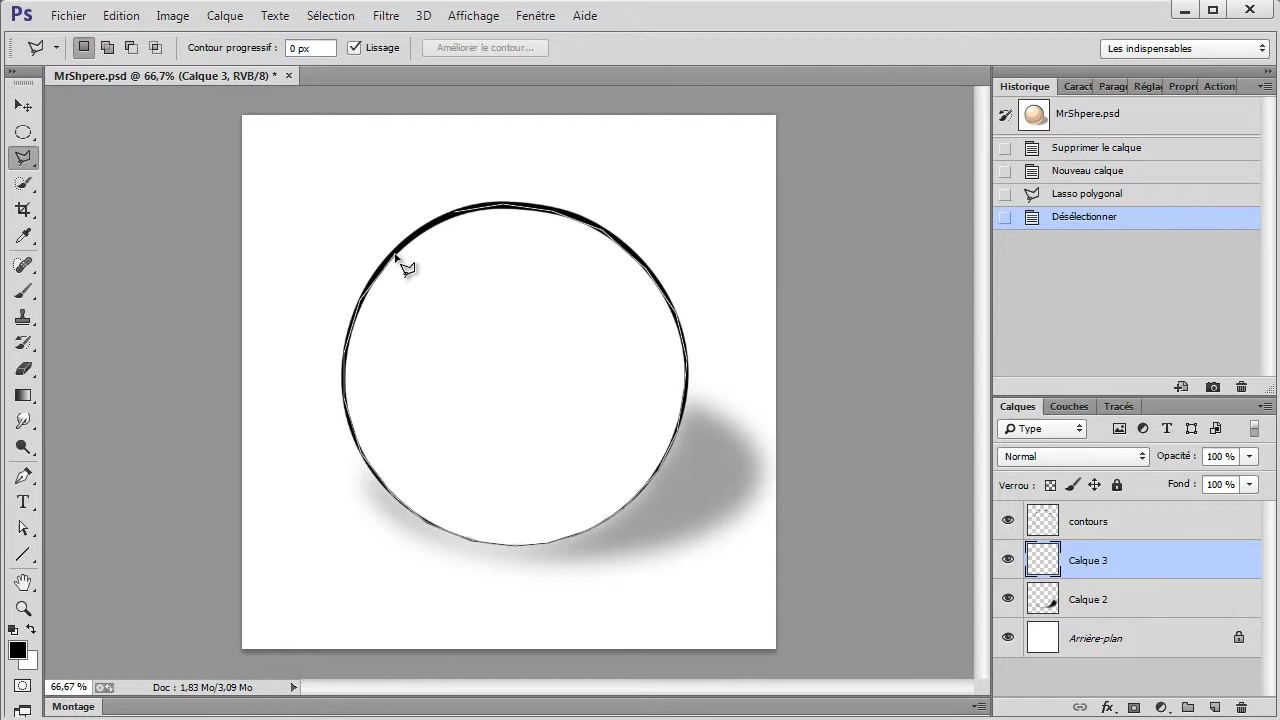 Ps Fichier Edition Image Calque Texte Sélection Filtre 3D Affichage Fenêtre Aide
Contour progressif : 0 px Lissage Améliorer le contour... Les indispensables
MrShpere.psd @ 66,7% (Calque 3, RVB/8) *
Historique Caract Parag Régla Propri Action
MrShpere.psd
Supprimer le calque
Nouveau calque
Lasso polygonal
Désélectionner
Calques Couches Tracés
Type
Normal Opacité : 100 %
Verrou : Fond : 100 %
contours
Calque 3
Calque 2
Arrière-plan
66,67 % Doc : 1,83 Mo/3,09 Mo
fx
Montage